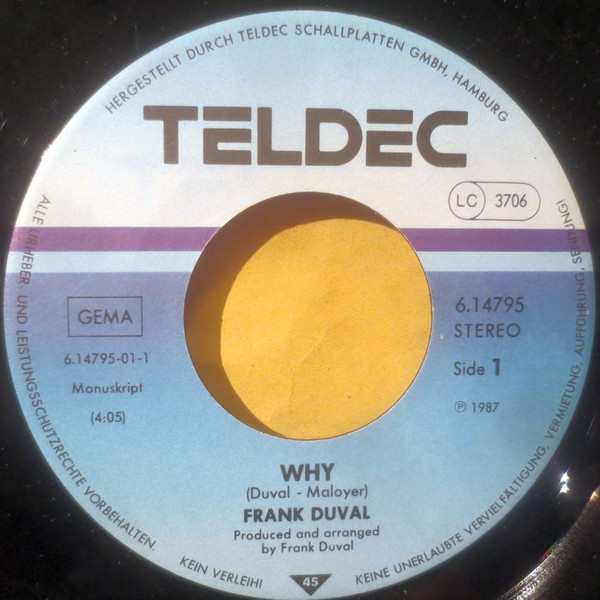 HERGESTELLT DURCH TELDEC SCHALLPLATTEN GMBH, HAMBURG
TELDEC
LC 3706
GEMA
6.14795-01-1
Monuskript
(4:05)
6.14795
STEREO
Side 1
℗ 1987
WHY
(Duval - Maloyer)
FRANK DUVAL
Produced and arranged
by Frank Duval
ALLE URHEBER- UND LEISTUNGSSCHUTZRECHTE VORBEHALTEN.
KEIN VERLEIH!
45
KEINE UNERLAUBTE VERVIELFÄLTIGUNG, VERMIETUNG, AUFFÜHRUNG, SENDUNG!